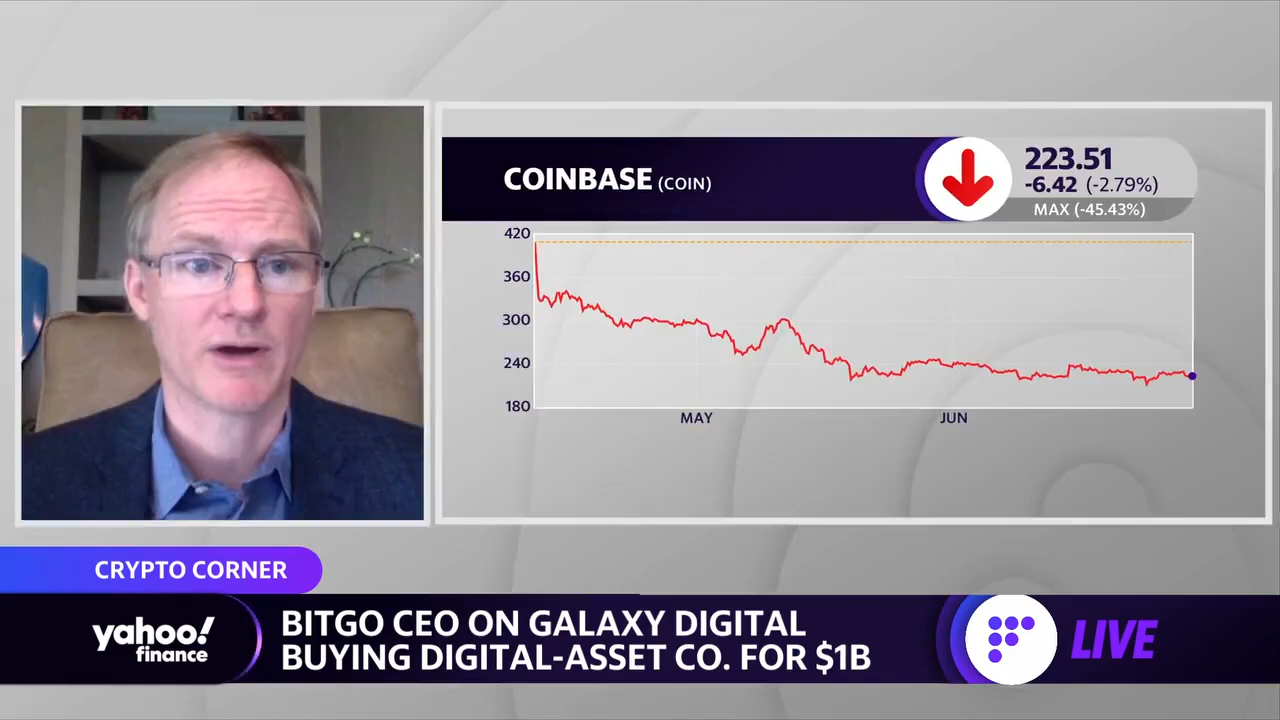 COINBASE (COIN)
223.51
-6.42 (-2.79%)
MAX (-45.43%)
420
360
300
240
180
MAY JUN
CRYPTO CORNER
yahoo!
finance
BITGO CEO ON GALAXY DIGITAL
BUYING DIGITAL-ASSET CO. FOR $1B
LIVE